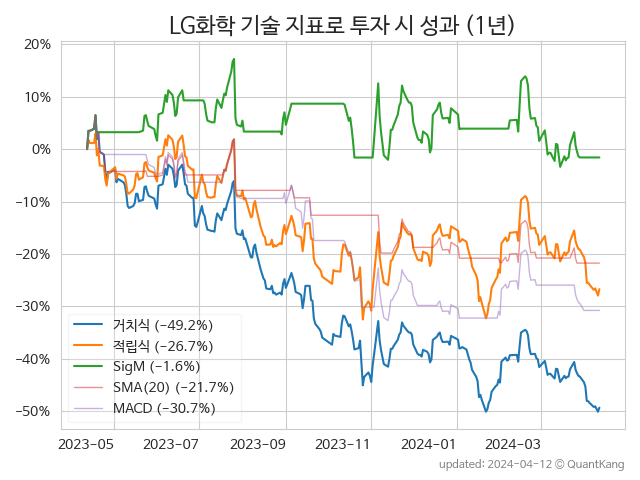 LG화학 기술 지표로 투자 시 성과 (1년)
20%
10%
0%
−10%
−20%
−30%
−40%
−50%
거치식 (−49.2%)
적립식 (−26.7%)
SigM (−1.6%)
SMA(20) (−21.7%)
MACD (−30.7%)
2023-05 2023-07 2023-09 2023-11 2024-01 2024-03
updated: 2024-04-12 © QuantKang